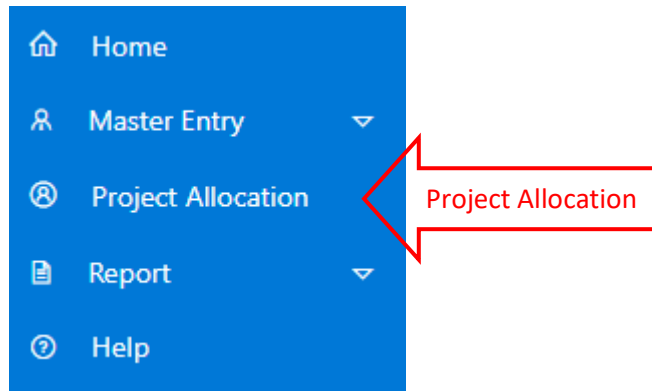 Home
Master Entry
Project Allocation
Project Allocation
Report
Help